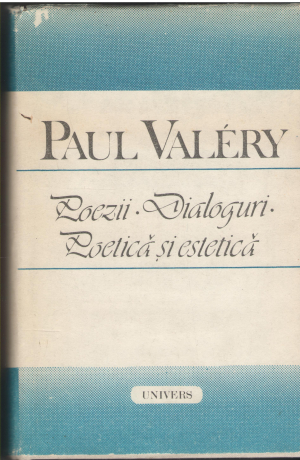 PAUL VALÉRY
Poezii · Dialoguri ·
Poetică și estetică
UNIVERS